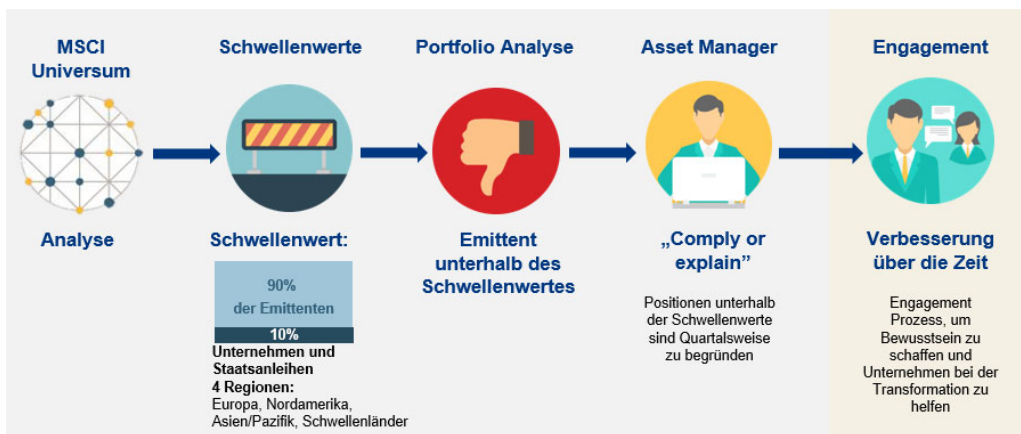 MSCI
Universum
Analyse
Schwellenwerte
Schwellenwert:
90%
der Emittenten
10%
Unternehmen und
Staatsanleihen
4 Regionen:
Europa, Nordamerika,
Asien/Pazifik, Schwellenländer
Portfolio Analyse
Emittent
unterhalb des
Schwellenwertes
Asset Manager
„Comply or
explain”
Positionen unterhalb
der Schwellenwerte
sind Quartalsweise
zu begründen
Engagement
Verbesserung
über die Zeit
Engagement
Prozess, um
Bewusstsein zu
schaffen und
Unternehmen bei der
Transformation zu
helfen